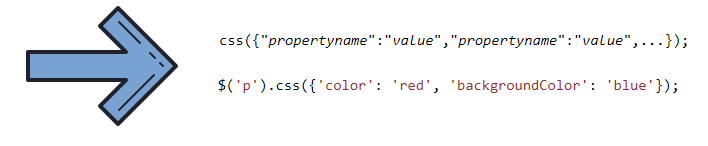 css({"propertyname":"value","propertyname":"value",...});
$('p').css({'color': 'red', 'backgroundColor': 'blue'});